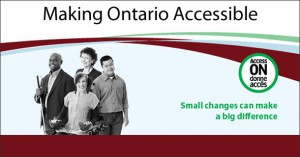 Making Ontario Accessible
Access
ON
donne
accès
Small changes can make
a big difference